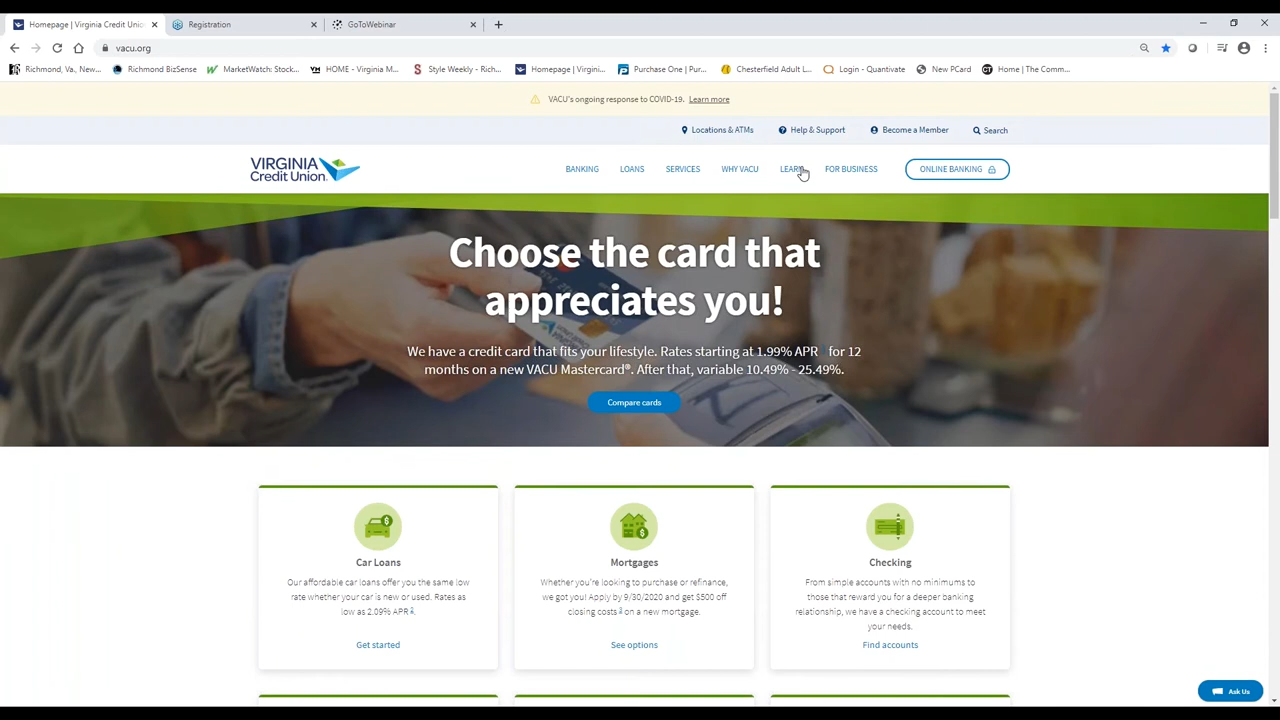 Homepage | Virginia Credit Unio
Registration
GoToWebinar
vacu.org
Richmond, Va., New...
Richmond BizSense
MarketWatch: Stock...
HOME - Virginia M...
Style Weekly - Rich...
Homepage | Virgini...
Purchase One | Pur...
Chesterfield Adult L...
Login - Quantivate
New PCard
Home | The Comm...
VACU's ongoing response to COVID-19. Learn more
Locations & ATMs
Help & Support
Become a Member
Search
VIRGINIA
Credit Union
BANKING
LOANS
SERVICES
WHY VACU
LEARN
FOR BUSINESS
ONLINE BANKING
Choose the card that
appreciates you!
We have a credit card that fits your lifestyle. Rates starting at 1.99% APR for 12
months on a new VACU Mastercard®. After that, variable 10.49% - 25.49%.
Compare cards
Car Loans
Our affordable car loans offer you the same low
rate whether your car is new or used. Rates as
low as 2.09% APR 2.
Get started
Mortgages
Whether you're looking to purchase or refinance,
we got you! Apply by 9/30/2020 and get $500 off
closing costs 3 on a new mortgage.
See options
Checking
From simple accounts with no minimums to
those that reward you for a deeper banking
relationship, we have a checking account to meet
your needs.
Find accounts
Ask Us